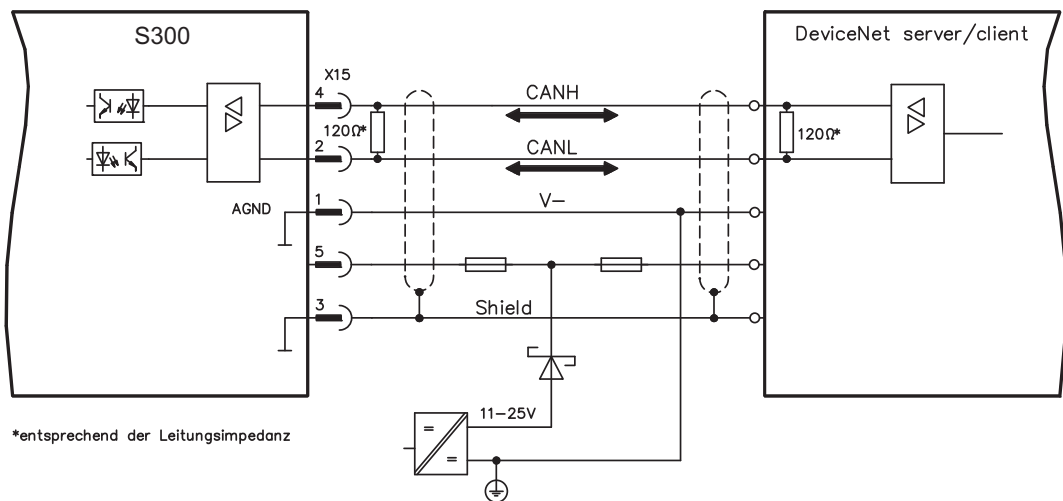 S300
DeviceNet server/client
X15
4
CANH
120Ω*
120Ω*
2
CANL
1
V-
AGND
5
3
Shield
11-25V
*entsprechend der Leitungsimpedanz